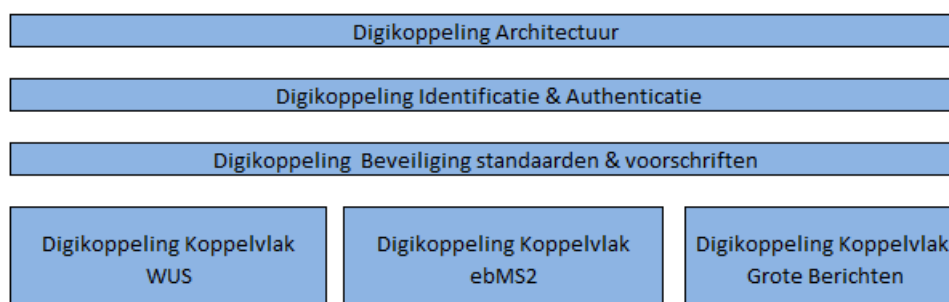 Digikoppeling Architectuur
Digikoppeling Identificatie & Authenticatie
Digikoppeling Beveiliging standaarden & voorschriften
Digikoppeling Koppelvlak
WUS
Digikoppeling Koppelvlak
ebMS2
Digikoppeling Koppelvlak
Grote Berichten